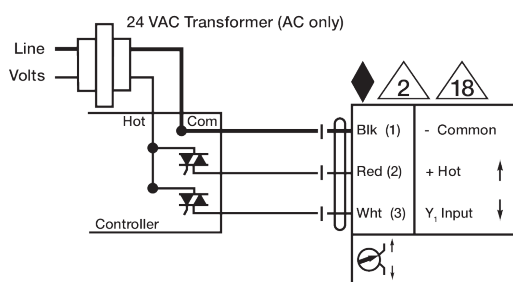 24 VAC Transformer (AC only)
Line
Volts
2
18
Hot
Com
Blk (1)
- Common
Red (2)
+ Hot
Wht (3)
Y₁ Input
Controller